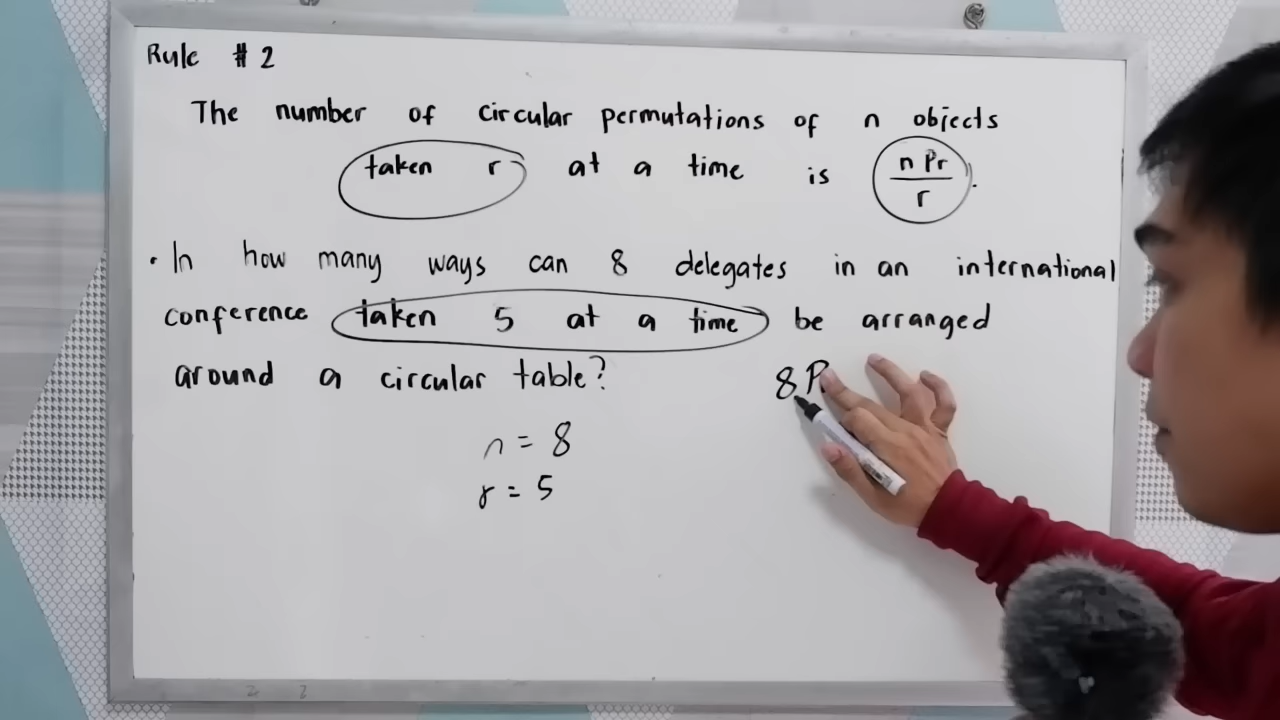 Rule #2
The number of circular permutations of n objects
taken r at a time is nPr/r.
• In how many ways can 8 delegates in an international
conference taken 5 at a time be arranged
around a circular table?
8P
n = 8
r = 5